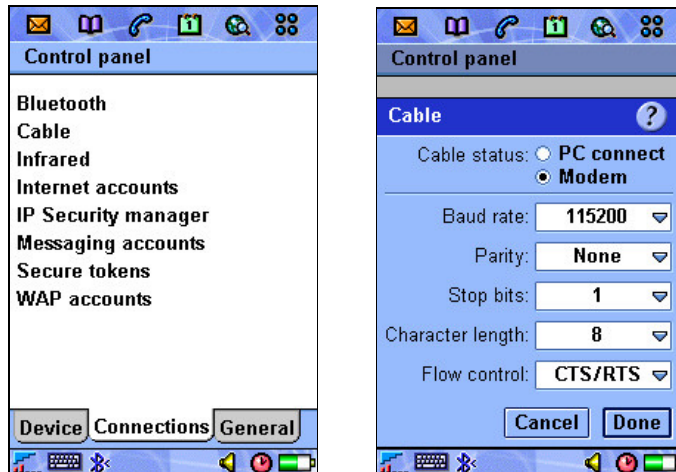 1
Control panel
Bluetooth
Cable
Infrared
Internet accounts
IP Security manager
Messaging accounts
Secure tokens
WAP accounts
Device Connections General
1
Control panel
Cable ?
Cable status: PC connect
Modem
Baud rate: 115200
Parity: None
Stop bits: 1
Character length: 8
Flow control: CTS/RTS
Cancel Done